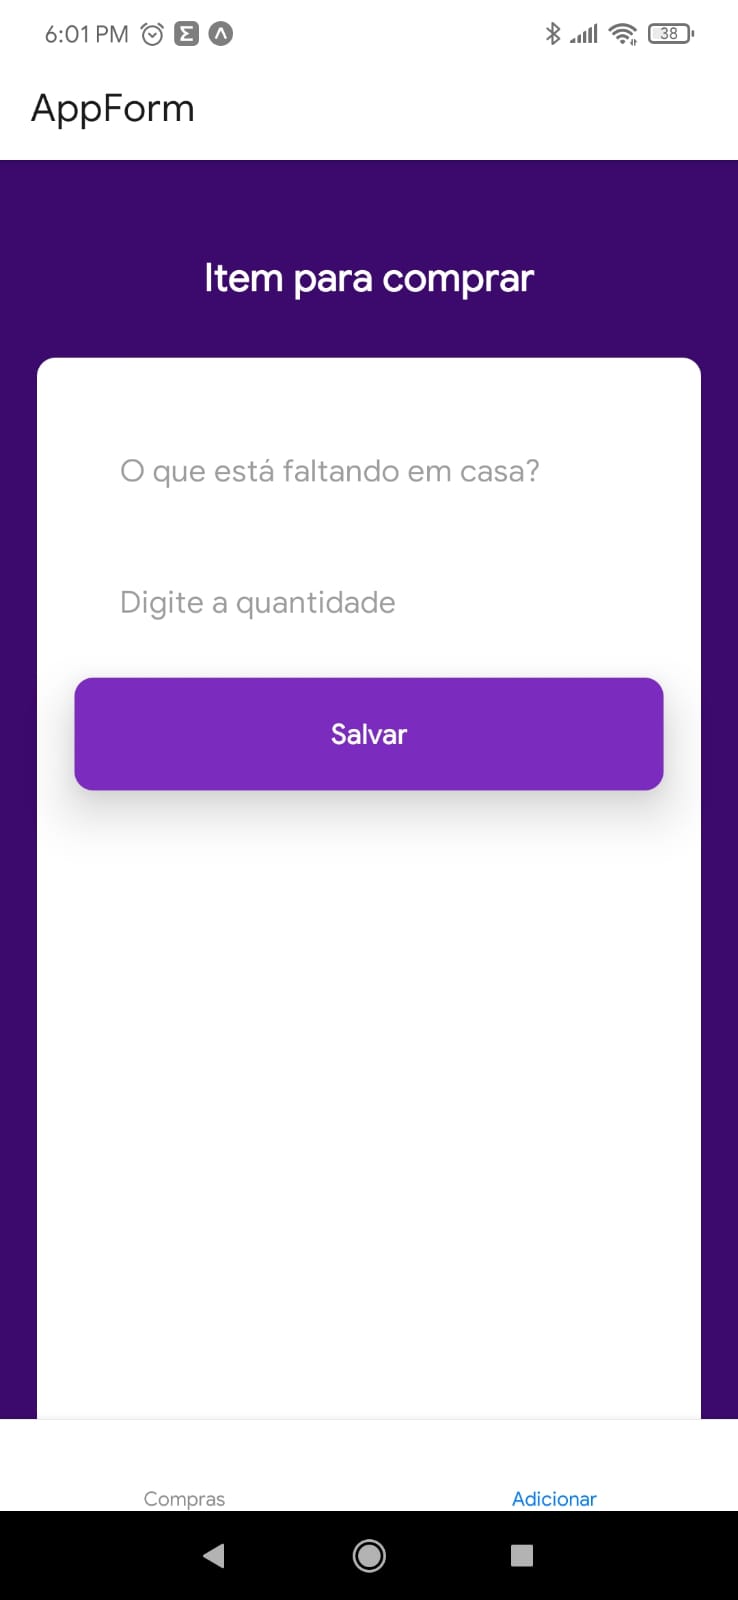 6:01 PM
38
AppForm
Item para comprar
O que está faltando em casa?
Digite a quantidade
Salvar
Compras
Adicionar